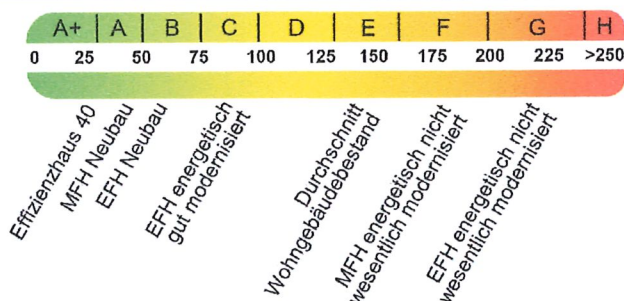 A+ A B C D E F G H
0 25 50 75 100 125 150 175 200 225 >250
Effizienzhaus 40
MFH Neubau
EFH Neubau
EFH energetisch
gut modernisiert
Durchschnitt
Wohngebäudebestand
MFH energetisch nicht
wesentlich modernisiert
EFH energetisch nicht
wesentlich modernisiert